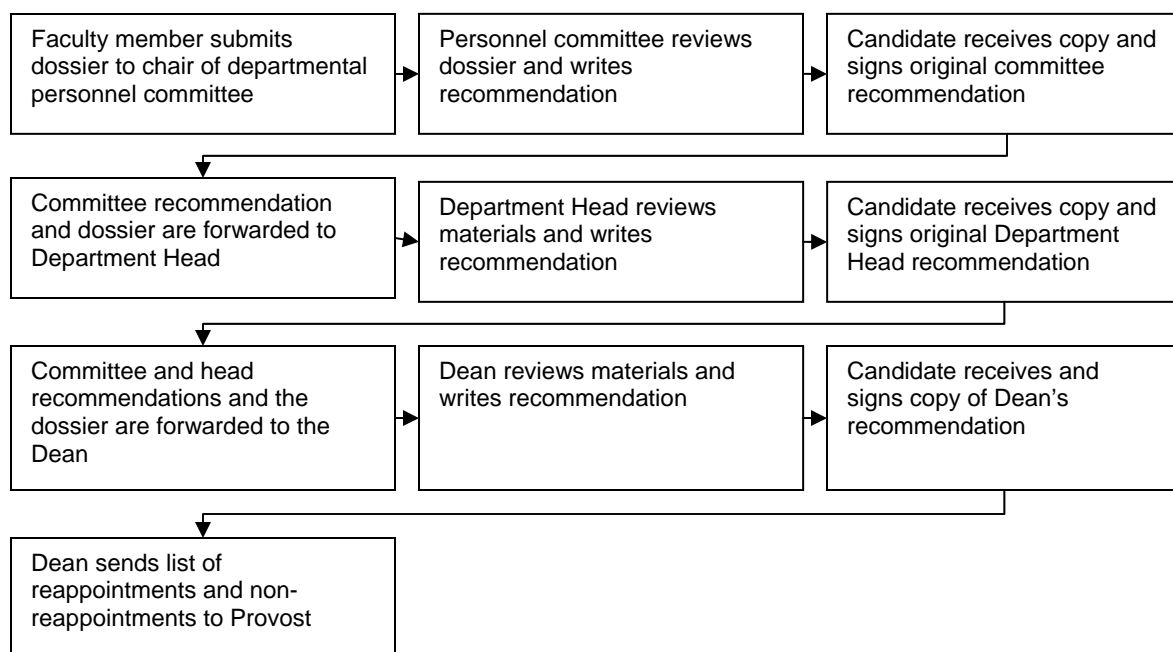 Faculty member submits
dossier to chair of departmental
personnel committee
Personnel committee reviews
dossier and writes
recommendation
Candidate receives copy and
signs original committee
recommendation
Committee recommendation
and dossier are forwarded to
Department Head
Department Head reviews
materials and writes
recommendation
Candidate receives copy and
signs original Department
Head recommendation
Committee and head
recommendations and the
dossier are forwarded to the
Dean
Dean reviews materials and
writes recommendation
Candidate receives and
signs copy of Dean’s
recommendation
Dean sends list of
reappointments and non-
reappointments to Provost